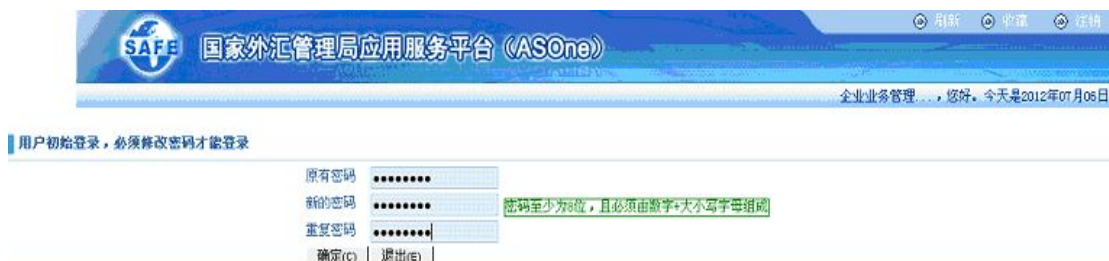 刷新 收藏 注销
SAFE 国家外汇管理局应用服务平台（ASOne）
企业业务管理...，您好。今天是2012年07月06日
用户初始登录，必须修改密码才能登录
原有密码 ••••••••
新的密码 •••••••• 密码至少为8位，且必须由数字+大小写字母组成
重复密码 ••••••••
确定(C) 退出(E)